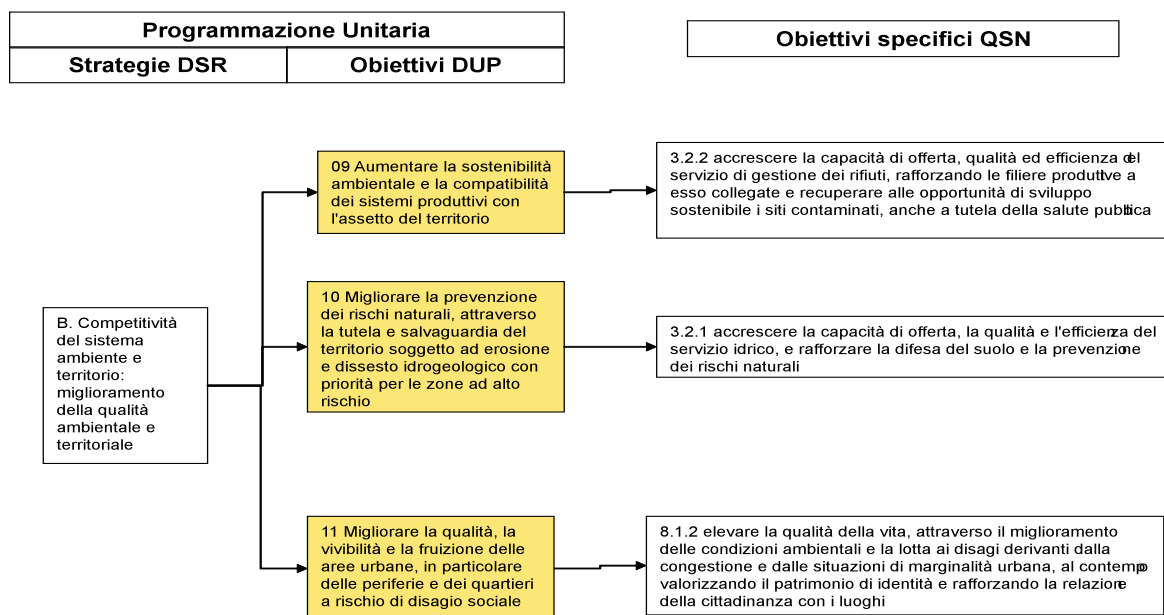 Programmazione Unitaria
Strategie DSR
Obiettivi DUP
Obiettivi specifici QSN
B. Competitività
del sistema
ambiente e
territorio:
miglioramento
della qualità
ambientale e
territoriale
09 Aumentare la sostenibilità
ambientale e la compatibilità
dei sistemi produttivi con
l'assetto del territorio
3.2.2 accrescere la capacità di offerta, qualità ed efficienza del
servizio di gestione dei rifiuti, rafforzando le filiere produttive a
esso collegate e recuperare alle opportunità di sviluppo
sostenibile i siti contaminati, anche a tutela della salute pubblica
10 Migliorare la prevenzione
dei rischi naturali, attraverso
la tutela e salvaguardia del
territorio soggetto ad erosione
e dissesto idrogeologico con
priorità per le zone ad alto
rischio
3.2.1 accrescere la capacità di offerta, la qualità e l'efficienza del
servizio idrico, e rafforzare la difesa del suolo e la prevenzione
dei rischi naturali
11 Migliorare la qualità, la
vivibilità e la fruizione delle
aree urbane, in particolare
delle periferie e dei quartieri
a rischio di disagio sociale
8.1.2 elevare la qualità della vita, attraverso il miglioramento
delle condizioni ambientali e la lotta ai disagi derivanti dalla
congestione e dalle situazioni di marginalità urbana, al contempo
valorizzando il patrimonio di identità e rafforzando la relazione
della cittadinanza con i luoghi